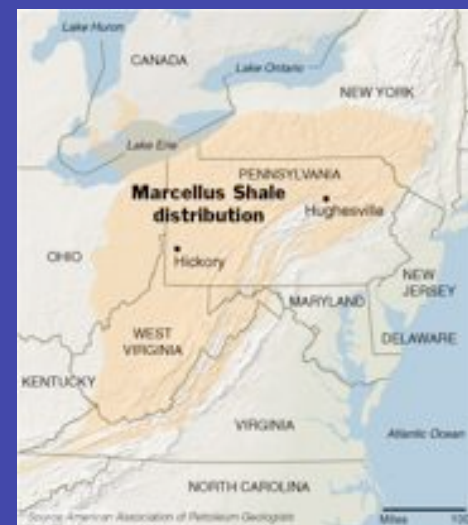 Lake Huron
CANADA
Lake Ontario
NEW YORK
Lake Erie
PENNSYLVANIA
Marcellus Shale
distribution
Hughesville
Hickory
OHIO
NEW
JERSEY
MARYLAND
DELAWARE
WEST
VIRGINIA
KENTUCKY
VIRGINIA
Atlantic Ocean
NORTH CAROLINA
Source: American Association of Petroleum Geologists
Miles